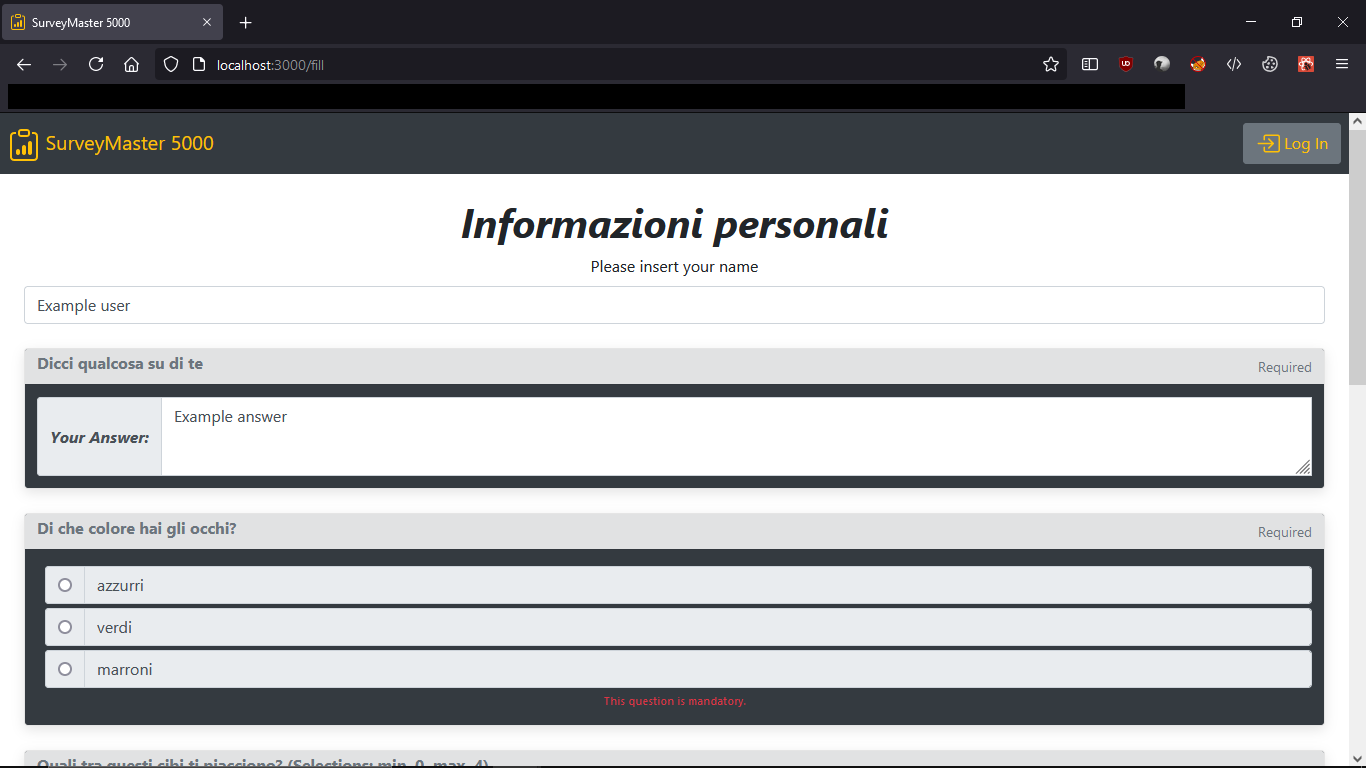 SurveyMaster 5000
localhost:3000/fill
SurveyMaster 5000
Log In
Informazioni personali
Please insert your name
Example user
Dicci qualcosa su di te
Required
Your Answer:
Example answer
Di che colore hai gli occhi?
Required
azzurri
verdi
marroni
This question is mandatory.
Quali tra questi cibi ti piacciono? (Selections: min. 0, max. 4)